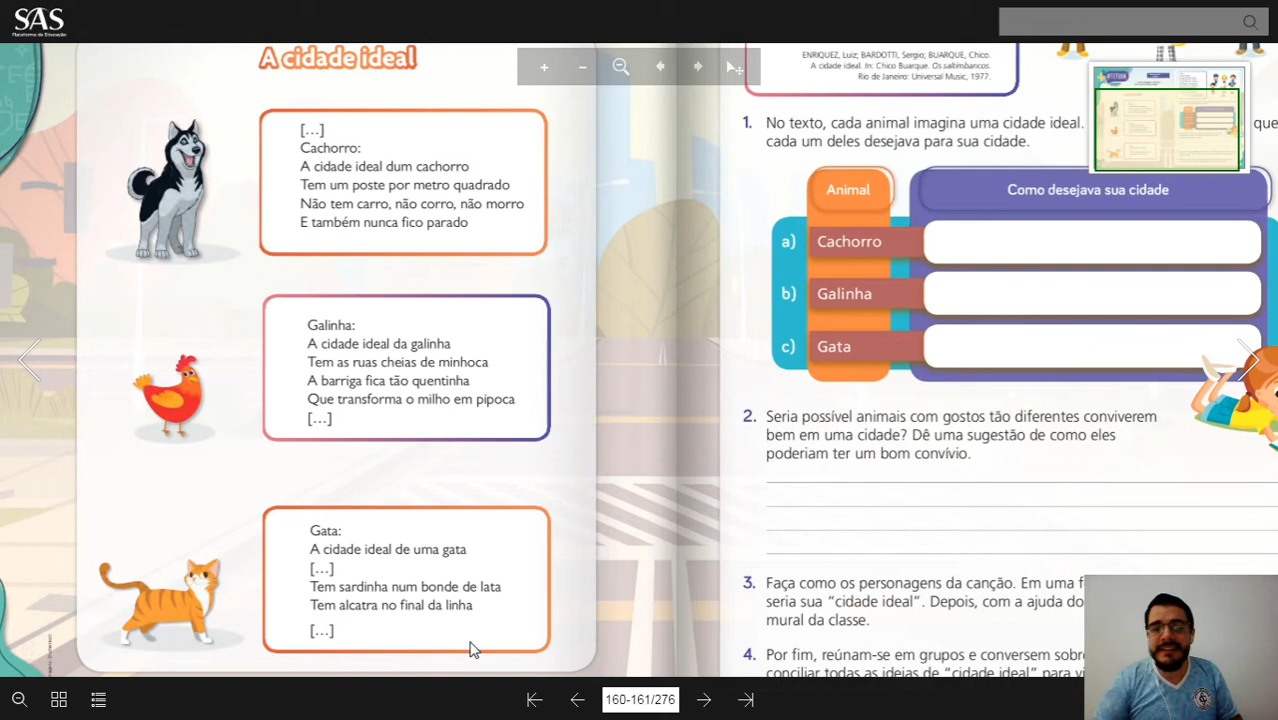 SAS
Plataforma de Educação
A cidade ideal
[...]
Cachorro:
A cidade ideal dum cachorro
Tem um poste por metro quadrado
Não tem carro, não corro, não morro
E também nunca fico parado
Galinha:
A cidade ideal da galinha
Tem as ruas cheias de minhoca
A barriga fica tão quentinha
Que transforma o milho em pipoca
[...]
Gata:
A cidade ideal de uma gata
[...]
Tem sardinha num bonde de lata
Tem alcatra no final da linha
[...]
ENRIQUEZ, Luiz; BARDOTTI, Sergio; BUARQUE, Chico.
A cidade ideal. In: Chico Buarque. Os saltimbancos.
Rio de Janeiro: Universal Music, 1977.
1. No texto, cada animal imagina uma cidade ideal. que
cada um deles desejava para sua cidade.
Animal Como desejava sua cidade
a) Cachorro
b) Galinha
c) Gata
2. Seria possível animais com gostos tão diferentes conviverem
bem em uma cidade? Dê uma sugestão de como eles
poderiam ter um bom convívio.
3. Faça como os personagens da canção. Em uma
seria sua "cidade ideal". Depois, com a ajuda do
mural da classe.
4. Por fim, reúnam-se em grupos e conversem sobre
conciliar todas as ideias de "cidade ideal" para
160-161/276